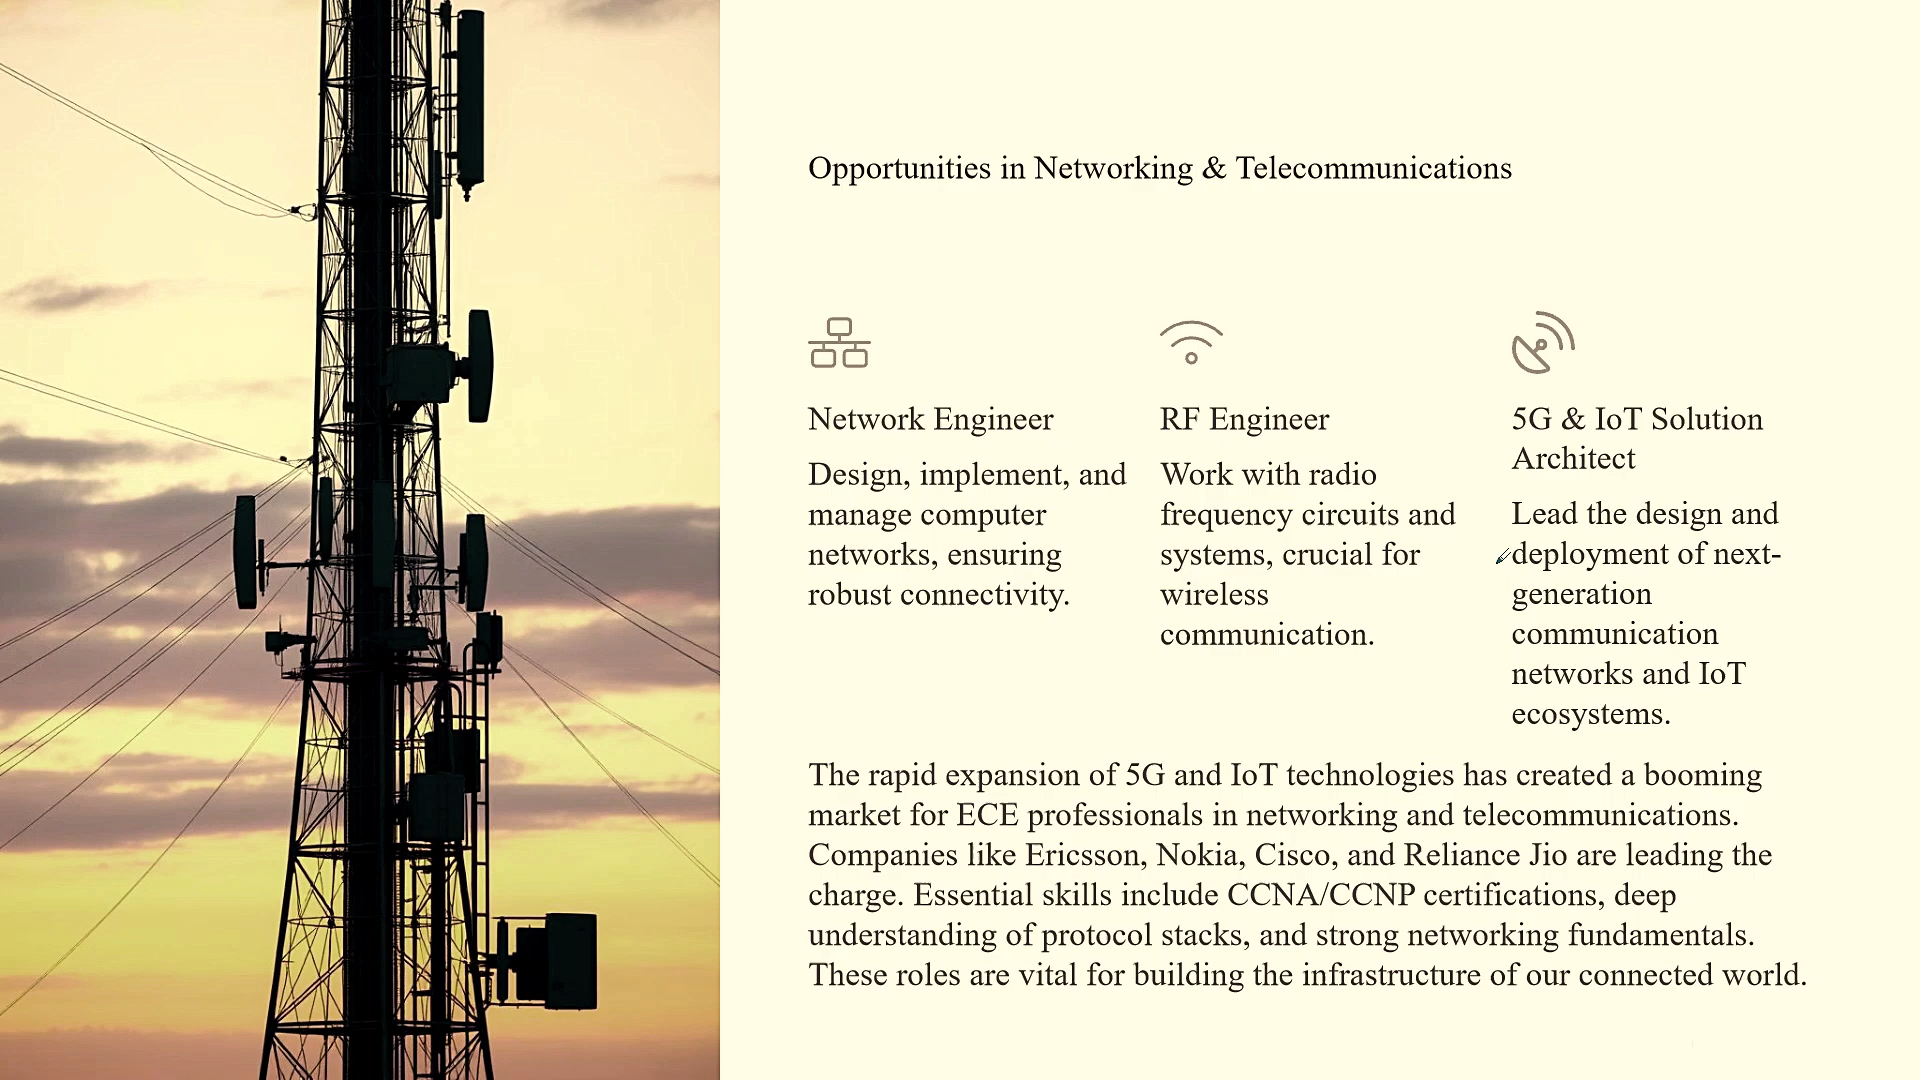 Opportunities in Networking & Telecommunications
Network Engineer
Design, implement, and
manage computer
networks, ensuring
robust connectivity.
RF Engineer
Work with radio
frequency circuits and
systems, crucial for
wireless
communication.
5G & IoT Solution
Architect
Lead the design and
deployment of next-
generation
communication
networks and IoT
ecosystems.
The rapid expansion of 5G and IoT technologies has created a booming
market for ECE professionals in networking and telecommunications.
Companies like Ericsson, Nokia, Cisco, and Reliance Jio are leading the
charge. Essential skills include CCNA/CCNP certifications, deep
understanding of protocol stacks, and strong networking fundamentals.
These roles are vital for building the infrastructure of our connected world.